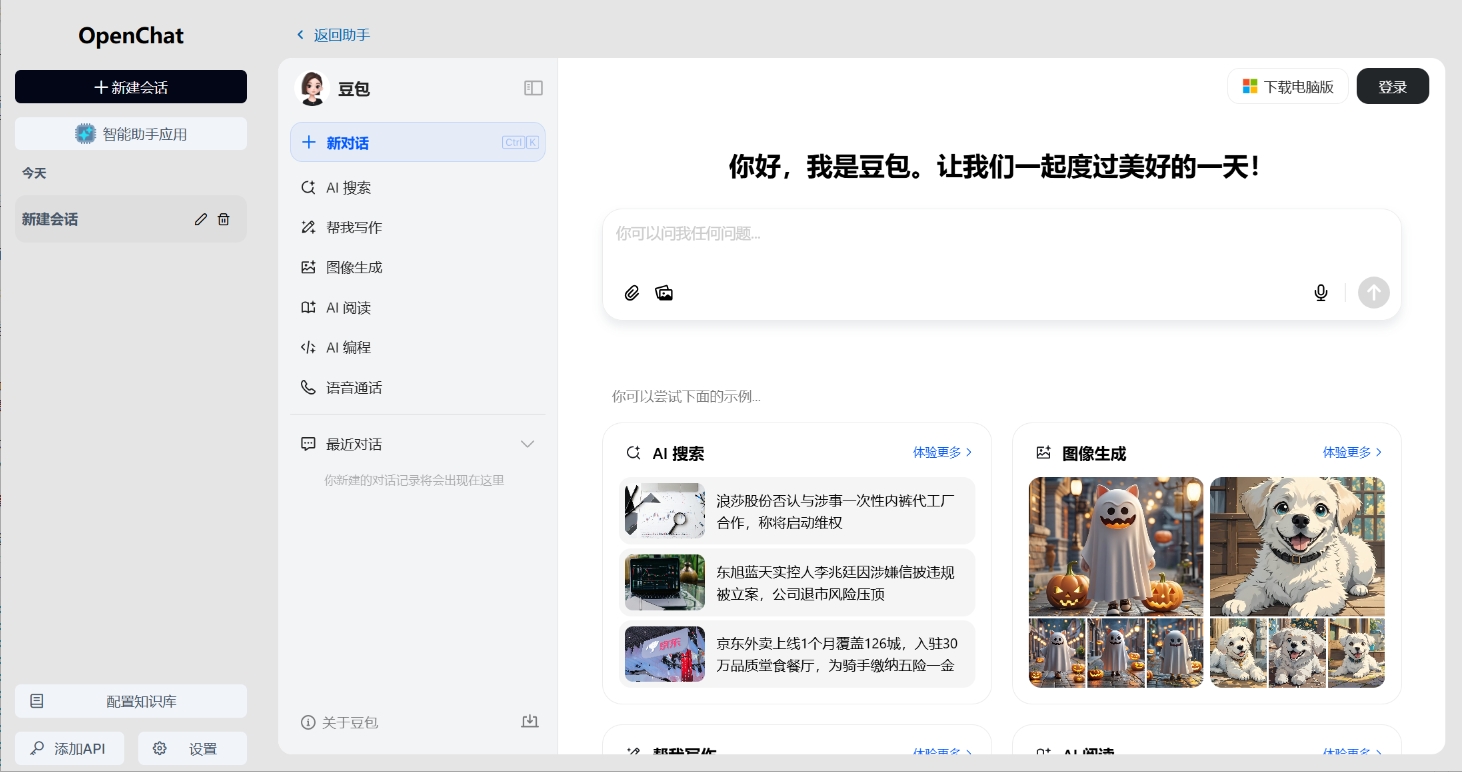 OpenChat
新建会话
智能助手应用
今天
新建会话
配置知识库
添加API
设置
返回助手
豆包
新对话
Ctrl K
AI 搜索
帮我写作
图像生成
AI 阅读
AI 编程
语音通话
最近对话
你新建的对话记录将会出现在这里
关于豆包
下载电脑版
登录
你好，我是豆包。让我们一起度过美好的一天！
你可以问我任何问题...
你可以尝试下面的示例...
AI 搜索
体验更多
浪莎股份否认与涉事一次性内裤代工厂
合作，称将启动维权
东旭蓝天实控人李兆廷因涉嫌信披违规
被立案，公司退市风险压顶
京东
京东外卖上线1个月覆盖126城，入驻30
万品质堂食餐厅，为骑手缴纳五险一金
图像生成
体验更多
帮我写作
体验更多
AI 阅读
体验更多